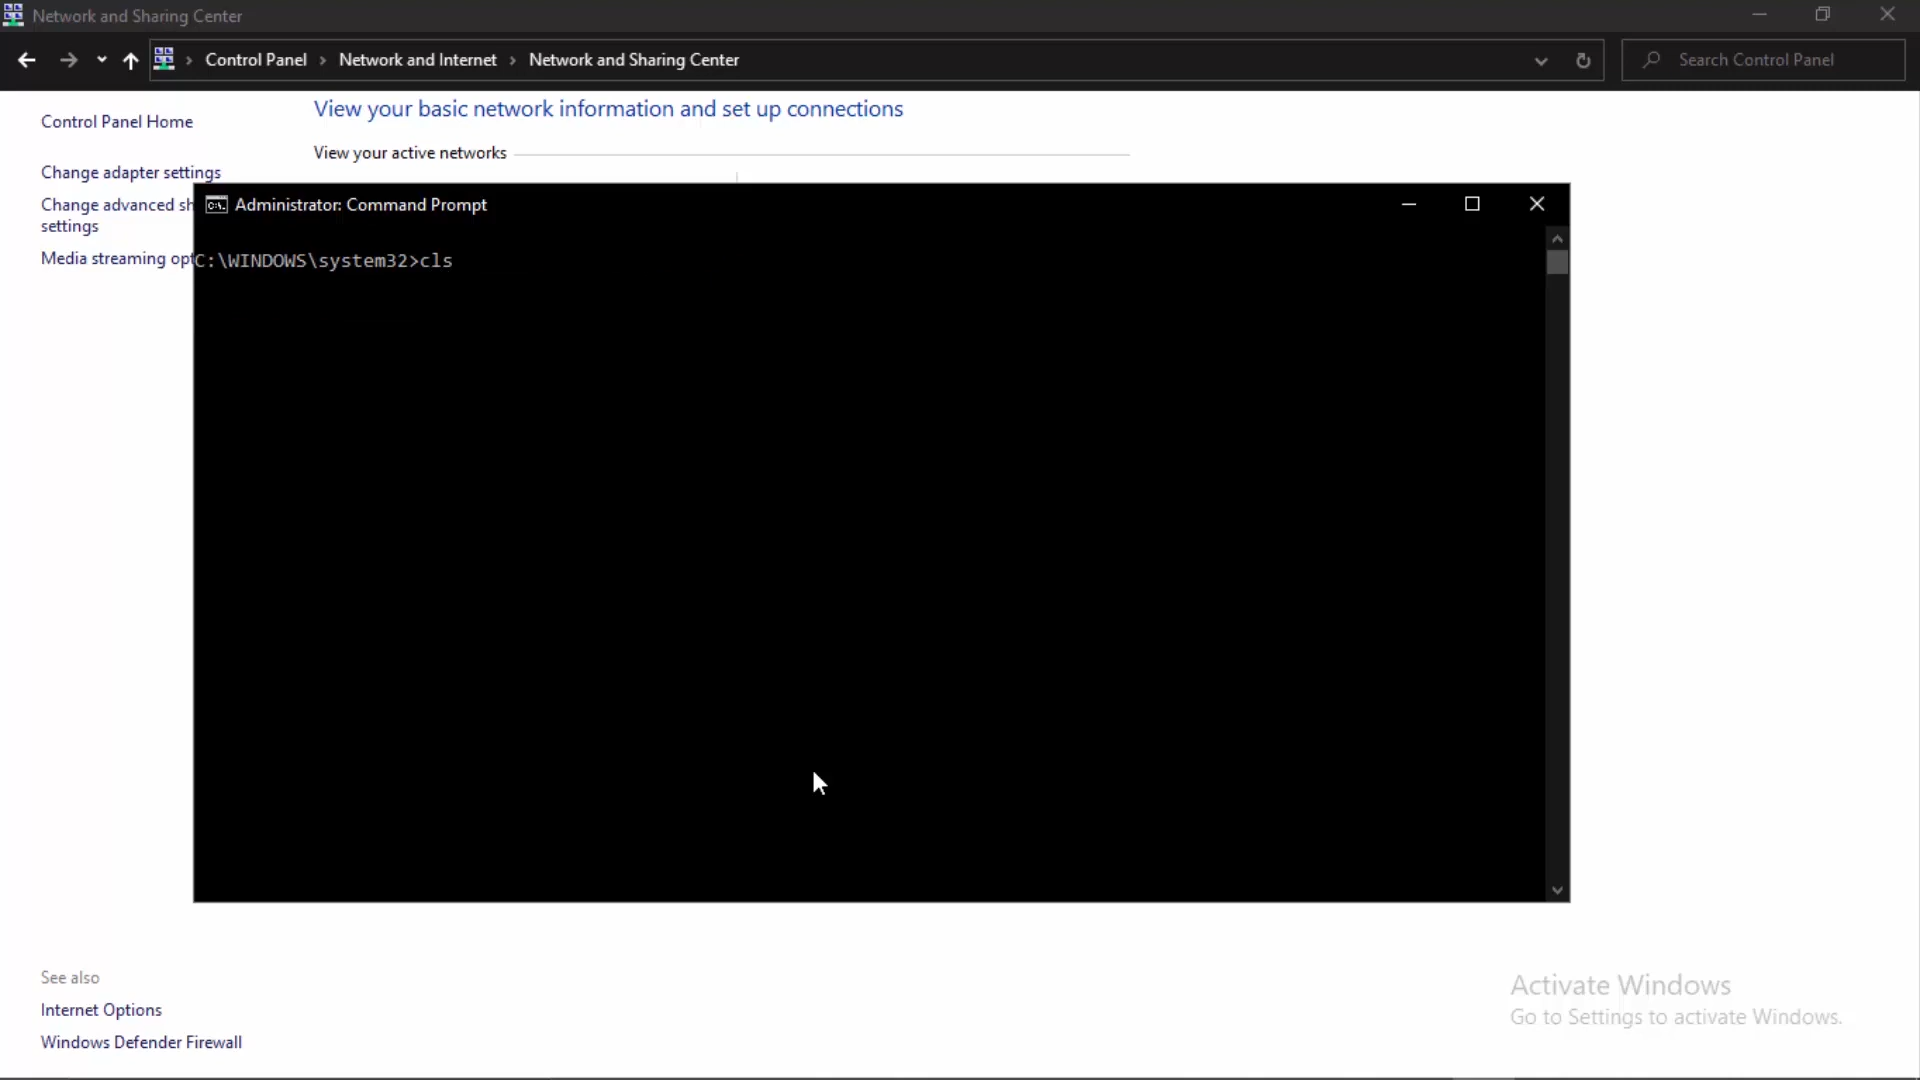 Network and Sharing Center
Control Panel > Network and Internet > Network and Sharing Center
Search Control Panel
Control Panel Home
Change adapter settings
Change advanced sh
settings
Media streaming opt
View your basic network information and set up connections
View your active networks
Administrator: Command Prompt
C:\WINDOWS\system32>cls
See also
Internet Options
Windows Defender Firewall
Activate Windows
Go to Settings to activate Windows.